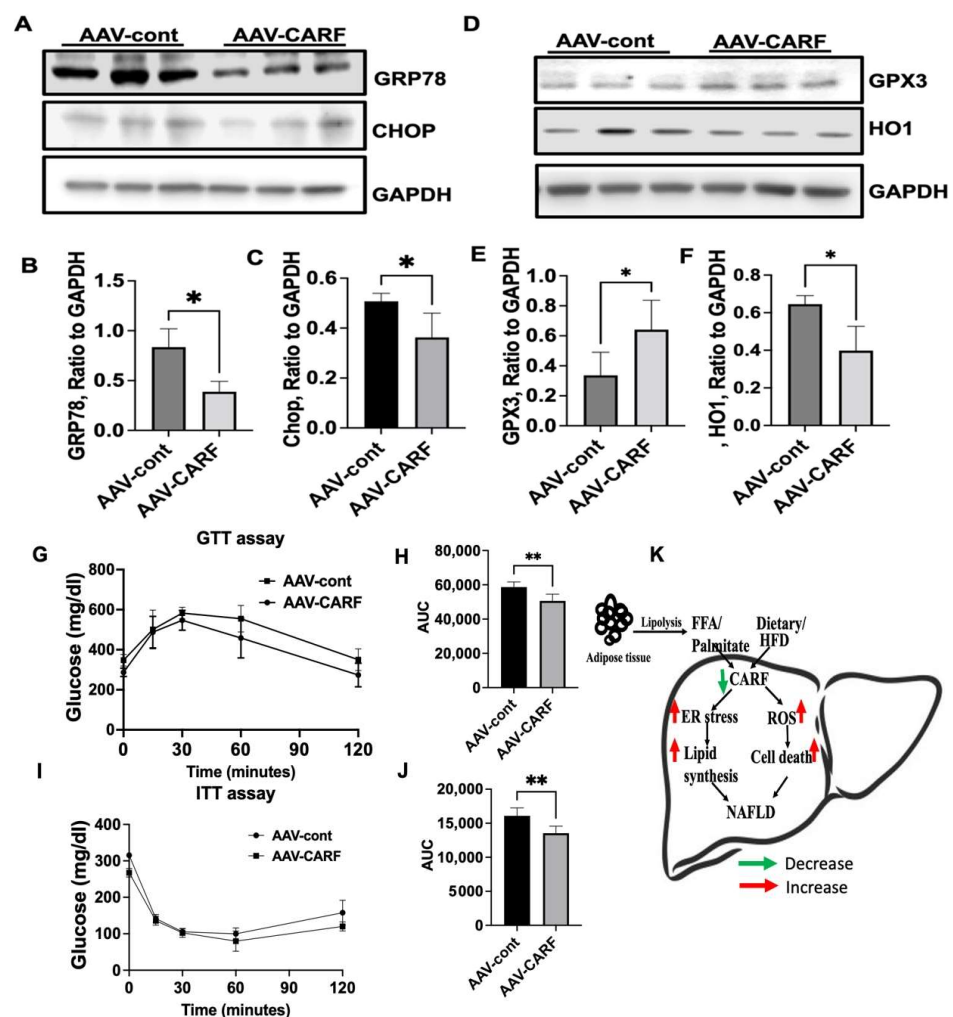 A
AAV-cont
AAV-CARF
GRP78
CHOP
GAPDH
D
AAV-cont
AAV-CARF
GPX3
HO1
GAPDH
B
GRP78, Ratio to GAPDH
1.5
1.0
0.5
0.0
*
AAV-cont
AAV-CARF
C
Chop, Ratio to GAPDH
0.6
0.4
0.2
0.0
*
AAV-cont
AAV-CARF
E
GPX3, Ratio to GAPDH
1.0
0.8
0.6
0.4
0.2
0.0
*
AAV-cont
AAV-CARF
F
, HO1, Ratio to GAPDH
0.8
0.6
0.4
0.2
0.0
*
AAV-cont
AAV-CARF
G
GTT assay
Glucose (mg/dl)
800
600
400
200
0
AAV-cont
AAV-CARF
0
30
60
90
120
Time (minutes)
H
AUC
80,000
60,000
40,000
20,000
0
**
AAV-cont
AAV-CARF
I
ITT assay
Glucose (mg/dl)
400
300
200
100
0
AAV-cont
AAV-CARF
0
30
60
90
120
Time (minutes)
J
AUC
20,000
15,000
10,000
5000
0
**
AAV-cont
AAV-CARF
K
Adipose tissue
Lipolysis
FFA/
Palmitate
Dietary/
HFD
CARF
ER stress
ROS
Lipid
synthesis
Cell death
NAFLD
Decrease
Increase